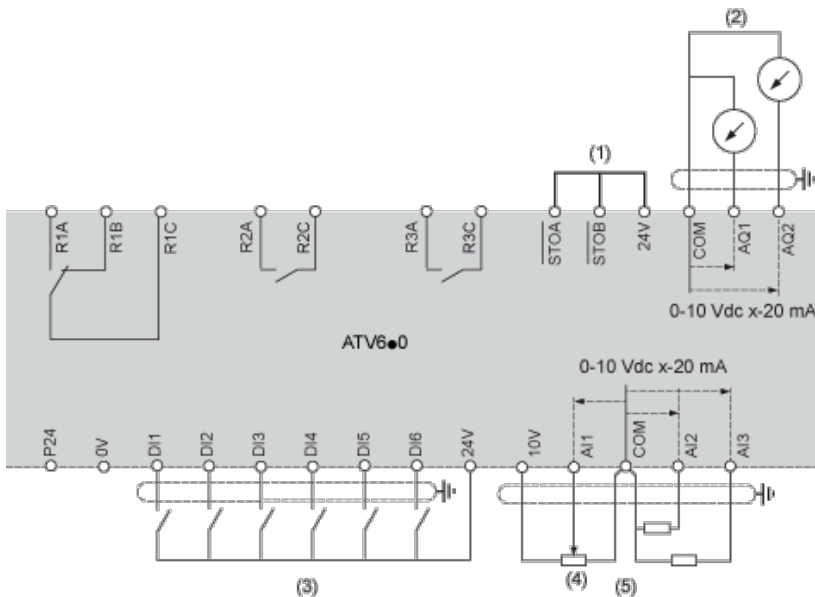 (2)
(1)
R1A R1B R1C R2A R2C R3A R3C STOA STOB 24V COM AQ1 AQ2
0-10 Vdc x-20 mA
ATV6●0
0-10 Vdc x-20 mA
P24 0V DI1 DI2 DI3 DI4 DI5 DI6 24V 10V AI1 COM AI2 AI3
(3) (4) (5)